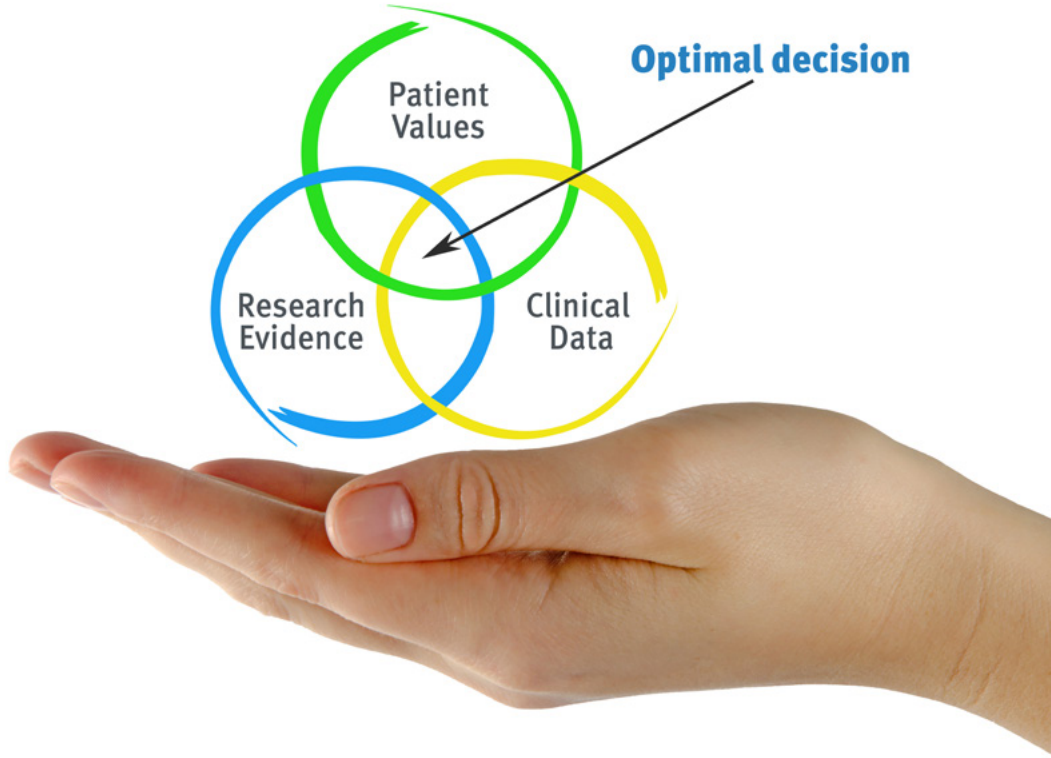 Optimal decision
Patient
Values
Research
Evidence
Clinical
Data